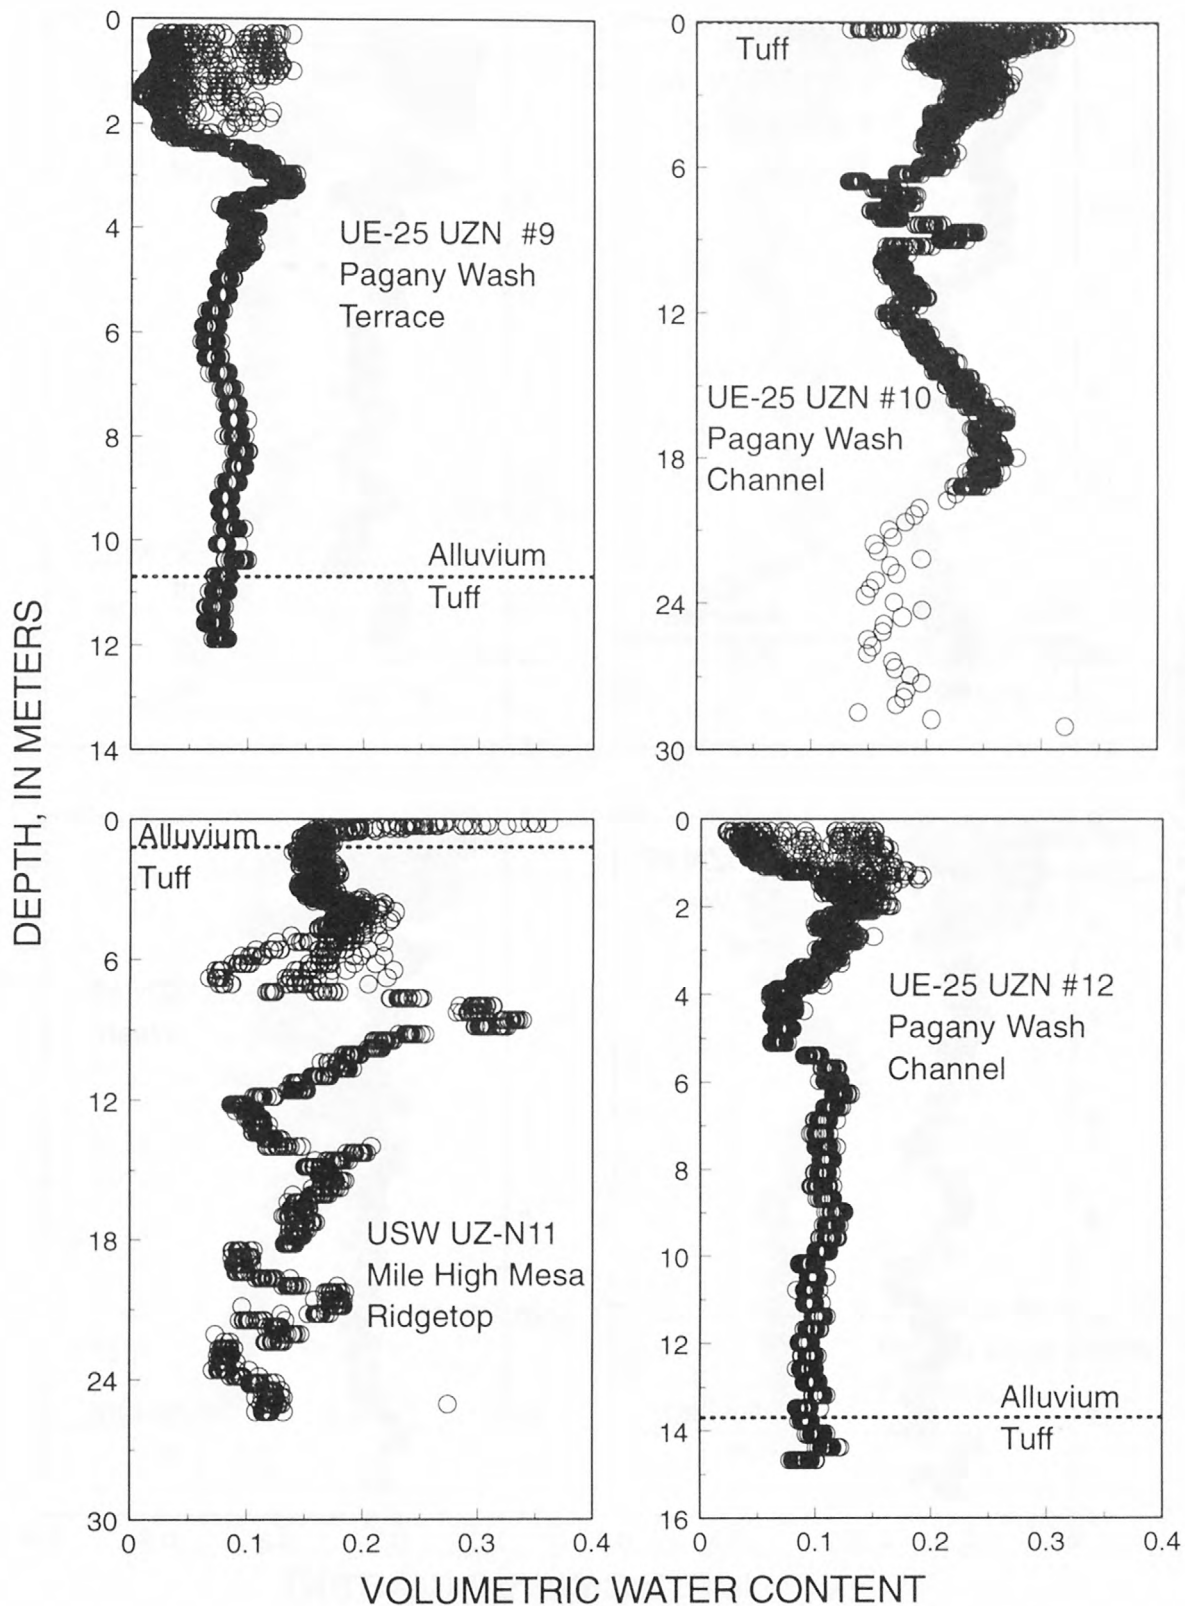 DEPTH, IN METERS
0
2
4
6
8
10
12
14
UE-25 UZN #9
Pagany Wash
Terrace
Alluvium
Tuff
0
6
12
18
24
30
Tuff
UE-25 UZN #10
Pagany Wash
Channel
0
6
12
18
24
30
Alluvium
Tuff
USW UZ-N11
Mile High Mesa
Ridgetop
0 0.1 0.2 0.3 0.4
0
2
4
6
8
10
12
14
16
UE-25 UZN #12
Pagany Wash
Channel
Alluvium
Tuff
0 0.1 0.2 0.3 0.4
VOLUMETRIC WATER CONTENT